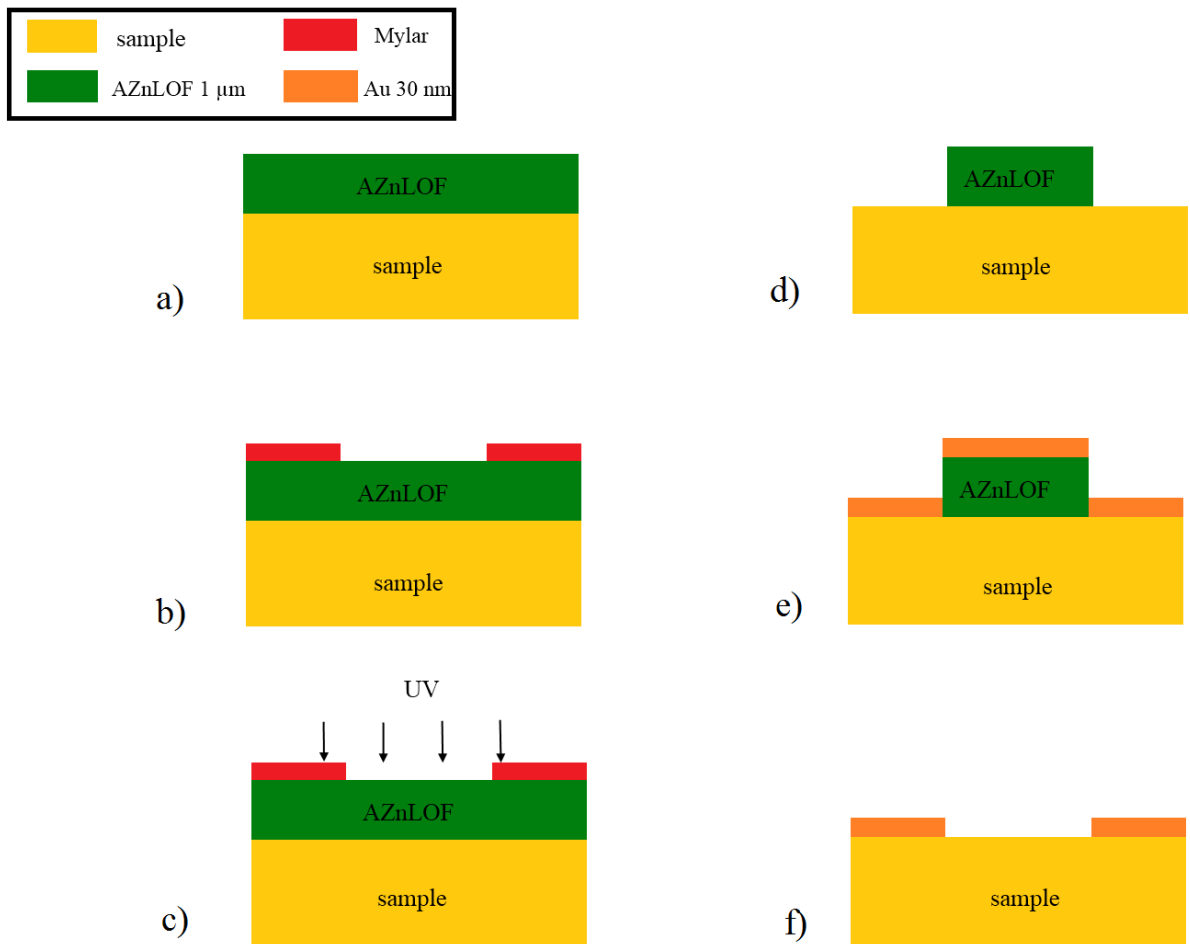 sample
Mylar
AZnLOF 1 µm
Au 30 nm
AZnLOF
sample
a)
AZnLOF
sample
d)
AZnLOF
sample
b)
AZnLOF
sample
e)
UV
AZnLOF
sample
c)
sample
f)